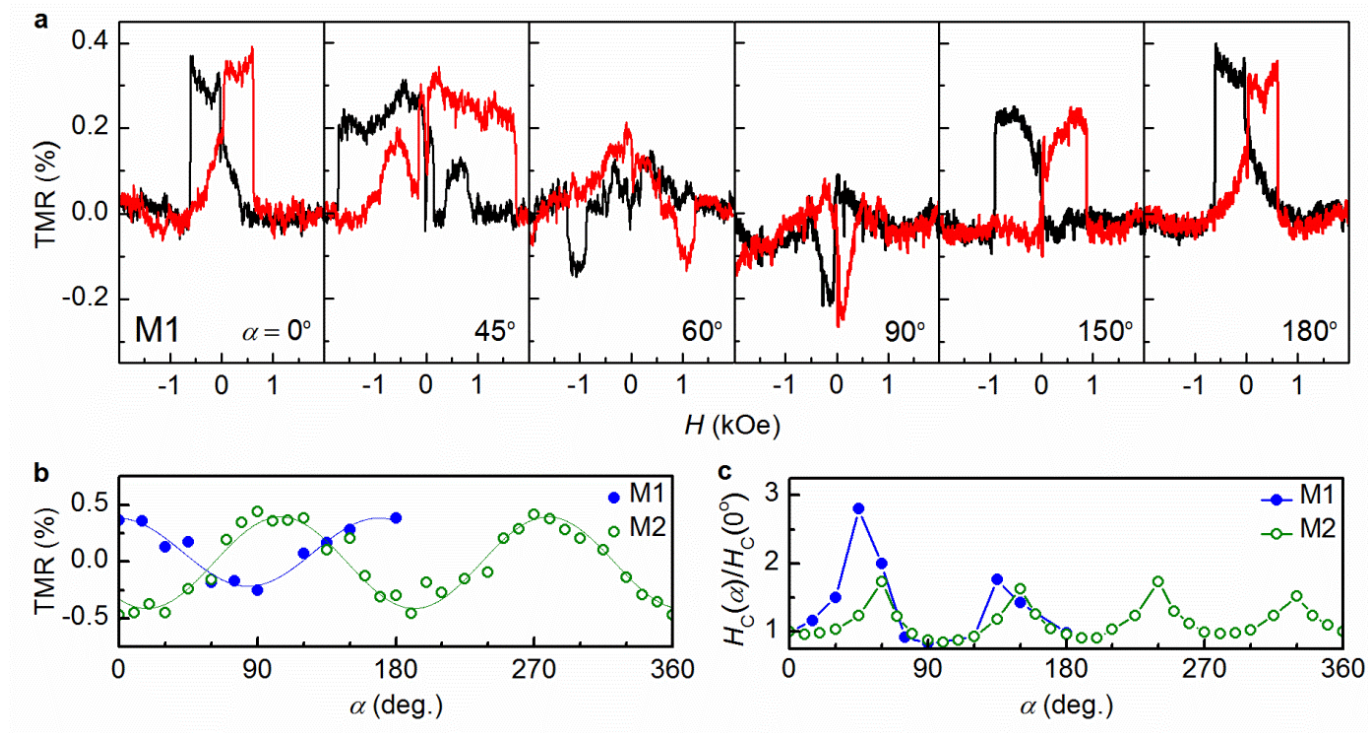 a
TMR (%)
0.4
0.2
0.0
-0.2
M1 α = 0° 45° 60° 90° 150° 180°
-1 0 1 -1 0 1 -1 0 1 -1 0 1 -1 0 1 -1 0 1
H (kOe)
b
TMR (%)
0.5
0.0
-0.5
M1
M2
0 90 180 270 360
α (deg.)
c
H_C(α)/H_C(0°)
3
2
1
M1
M2
0 90 180 270 360
α (deg.)